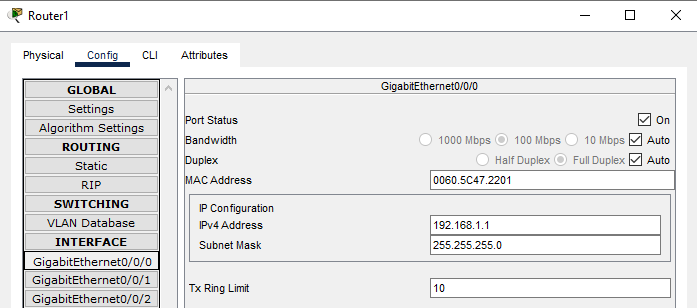 Router1
Physical Config CLI Attributes
GLOBAL
Settings
Algorithm Settings
ROUTING
Static
RIP
SWITCHING
VLAN Database
INTERFACE
GigabitEthernet0/0/0
GigabitEthernet0/0/1
GigabitEthernet0/0/2
GigabitEthernet0/0/0
Port Status On
Bandwidth 1000 Mbps 100 Mbps 10 Mbps Auto
Duplex Half Duplex Full Duplex Auto
MAC Address 0060.5C47.2201
IP Configuration
IPv4 Address 192.168.1.1
Subnet Mask 255.255.255.0
Tx Ring Limit 10